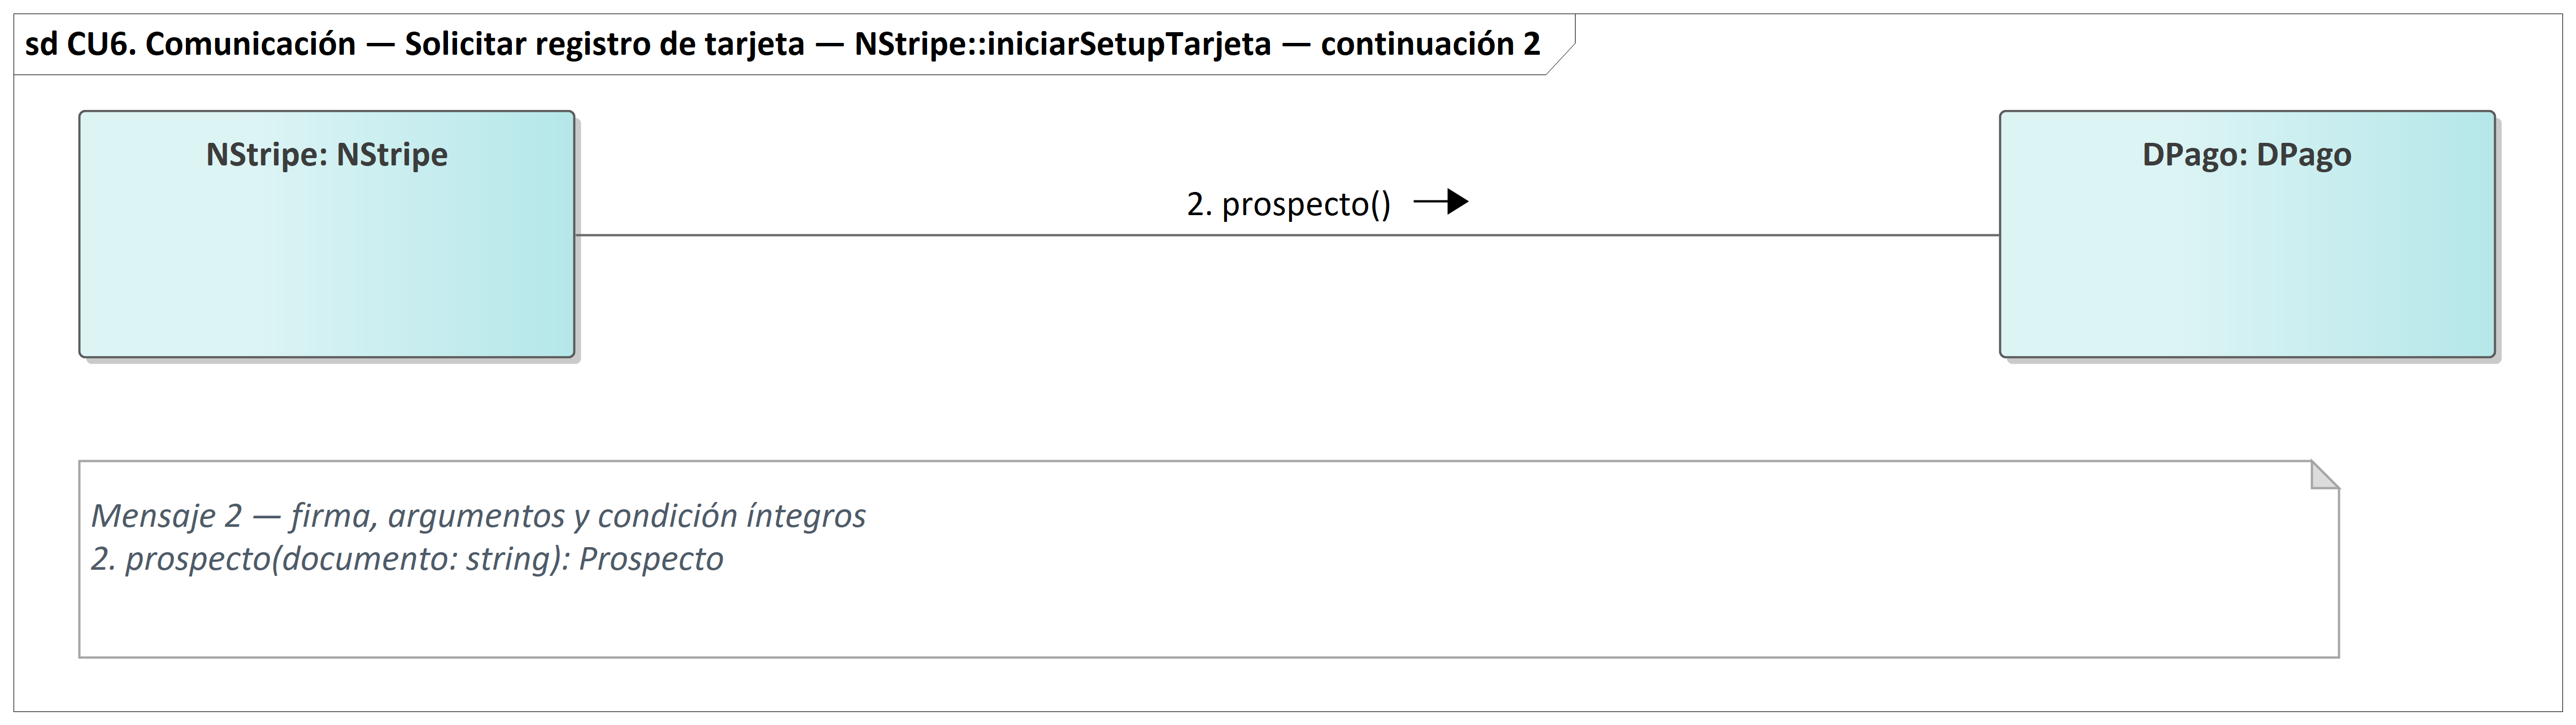 sd CU6. Comunicación — Solicitar registro de tarjeta — NStripe::iniciarSetupTarjeta — continuación 2
NStripe: NStripe
DPago: DPago
2. prospecto()
Mensaje 2 — firma, argumentos y condición íntegros
2. prospecto(documento: string): Prospecto